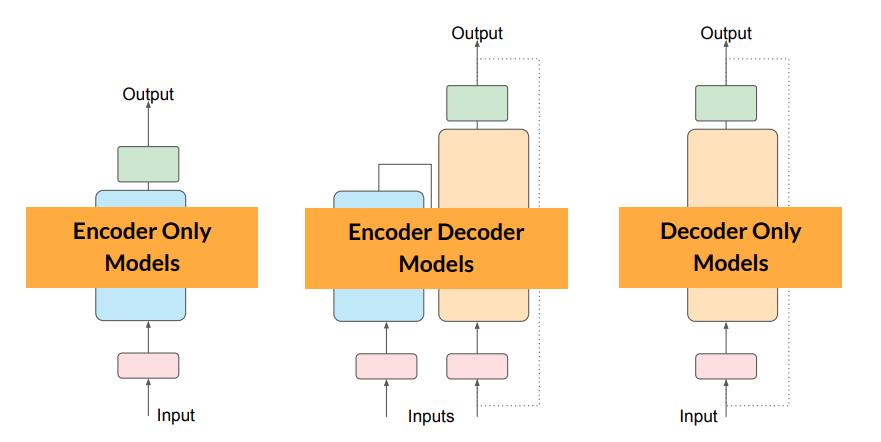 Output
Encoder Only
Models
Input
Output
Encoder Decoder
Models
Inputs
Output
Decoder Only
Models
Input